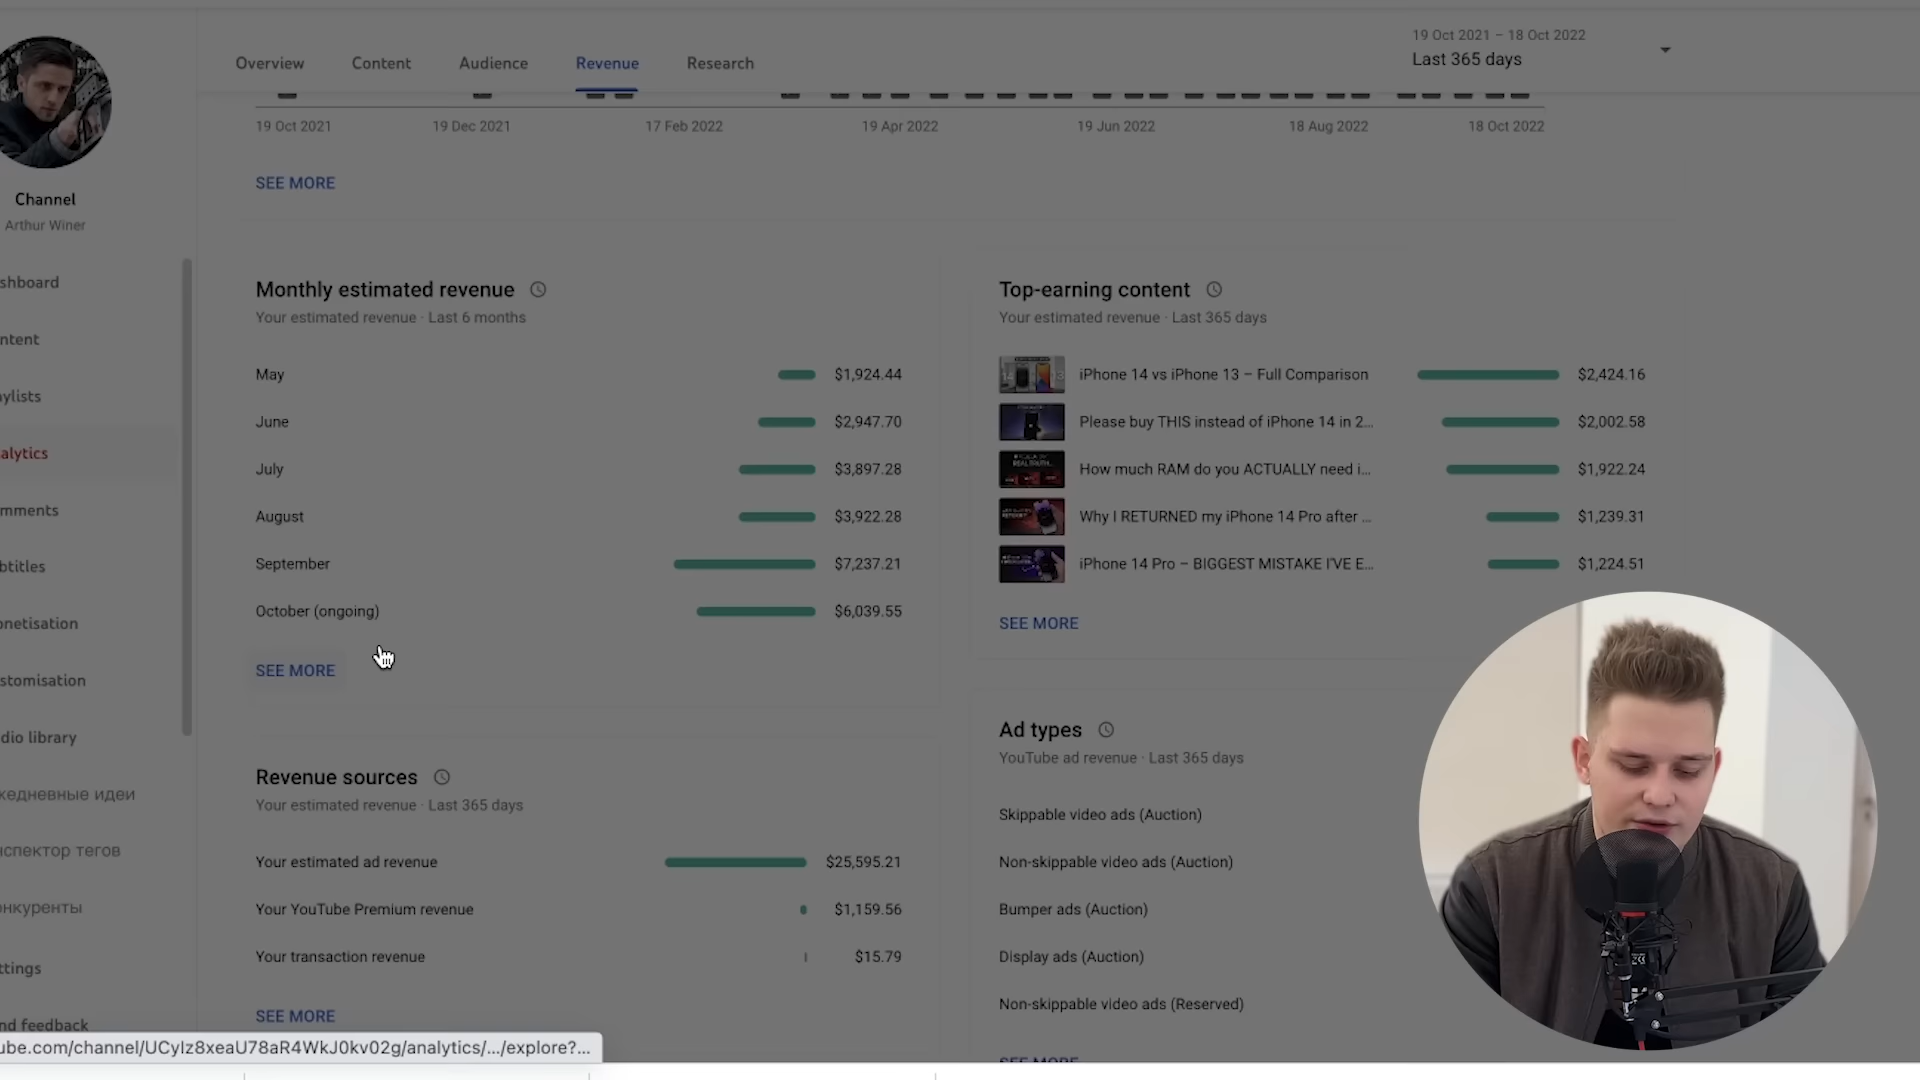 19 Oct 2021 – 18 Oct 2022
Last 365 days
Overview
Content
Audience
Revenue
Research
19 Oct 2021
19 Dec 2021
17 Feb 2022
19 Apr 2022
19 Jun 2022
18 Aug 2022
18 Oct 2022
SEE MORE
Channel
Arthur Winer
shboard
ntent
ylists
alytics
mments
btitles
onetisation
stomisation
dio library
жедневные идеи
нспектор тегов
онкуренты
ttings
nd feedback
Monthly estimated revenue
Your estimated revenue · Last 6 months
May $1,924.44
June $2,947.70
July $3,897.28
August $3,922.28
September $7,237.21
October (ongoing) $6,039.55
SEE MORE
Top-earning content
Your estimated revenue · Last 365 days
iPhone 14 vs iPhone 13 – Full Comparison $2,424.16
Please buy THIS instead of iPhone 14 in 2... $2,002.58
How much RAM do you ACTUALLY need i... $1,922.24
Why I RETURNED my iPhone 14 Pro after ... $1,239.31
iPhone 14 Pro – BIGGEST MISTAKE I'VE E... $1,224.51
SEE MORE
Revenue sources
Your estimated revenue · Last 365 days
Your estimated ad revenue $25,595.21
Your YouTube Premium revenue $1,159.56
Your transaction revenue $15.79
SEE MORE
Ad types
YouTube ad revenue · Last 365 days
Skippable video ads (Auction)
Non-skippable video ads (Auction)
Bumper ads (Auction)
Display ads (Auction)
Non-skippable video ads (Reserved)
SEE MORE
ube.com/channel/UCylz8xeaU78aR4WkJ0kv02g/analytics/.../explore?...